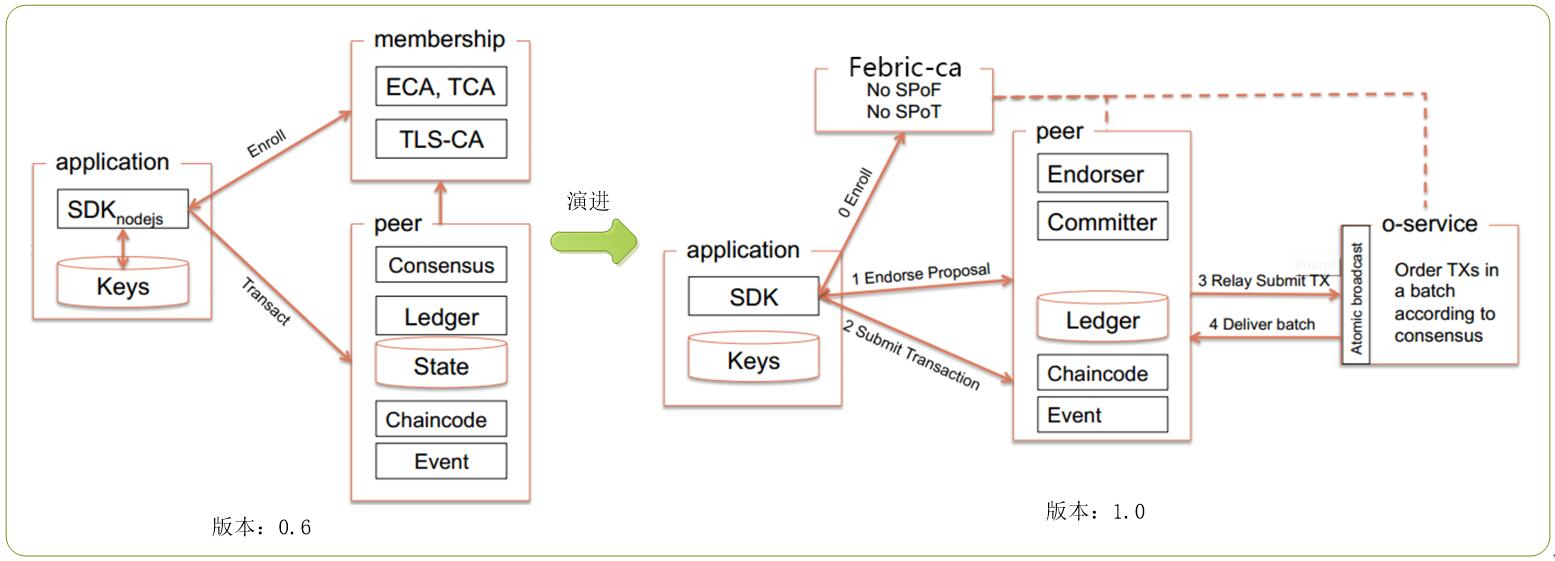 membership
ECA, TCA
TLS-CA
Enroll
application
SDKnodejs
Keys
Transact
peer
Consensus
Ledger
State
Chaincode
Event
版本：0.6
演进
Febric-ca
No SPoF
No SPoT
0 Enroll
application
SDK
Keys
1 Endorse Proposal
2 Submit Transaction
peer
Endorser
Committer
Ledger
Chaincode
Event
3 Relay Submit TX
4 Deliver batch
Atomic broadcast
o-service
Order TXs in
a batch
according to
consensus
版本：1.0